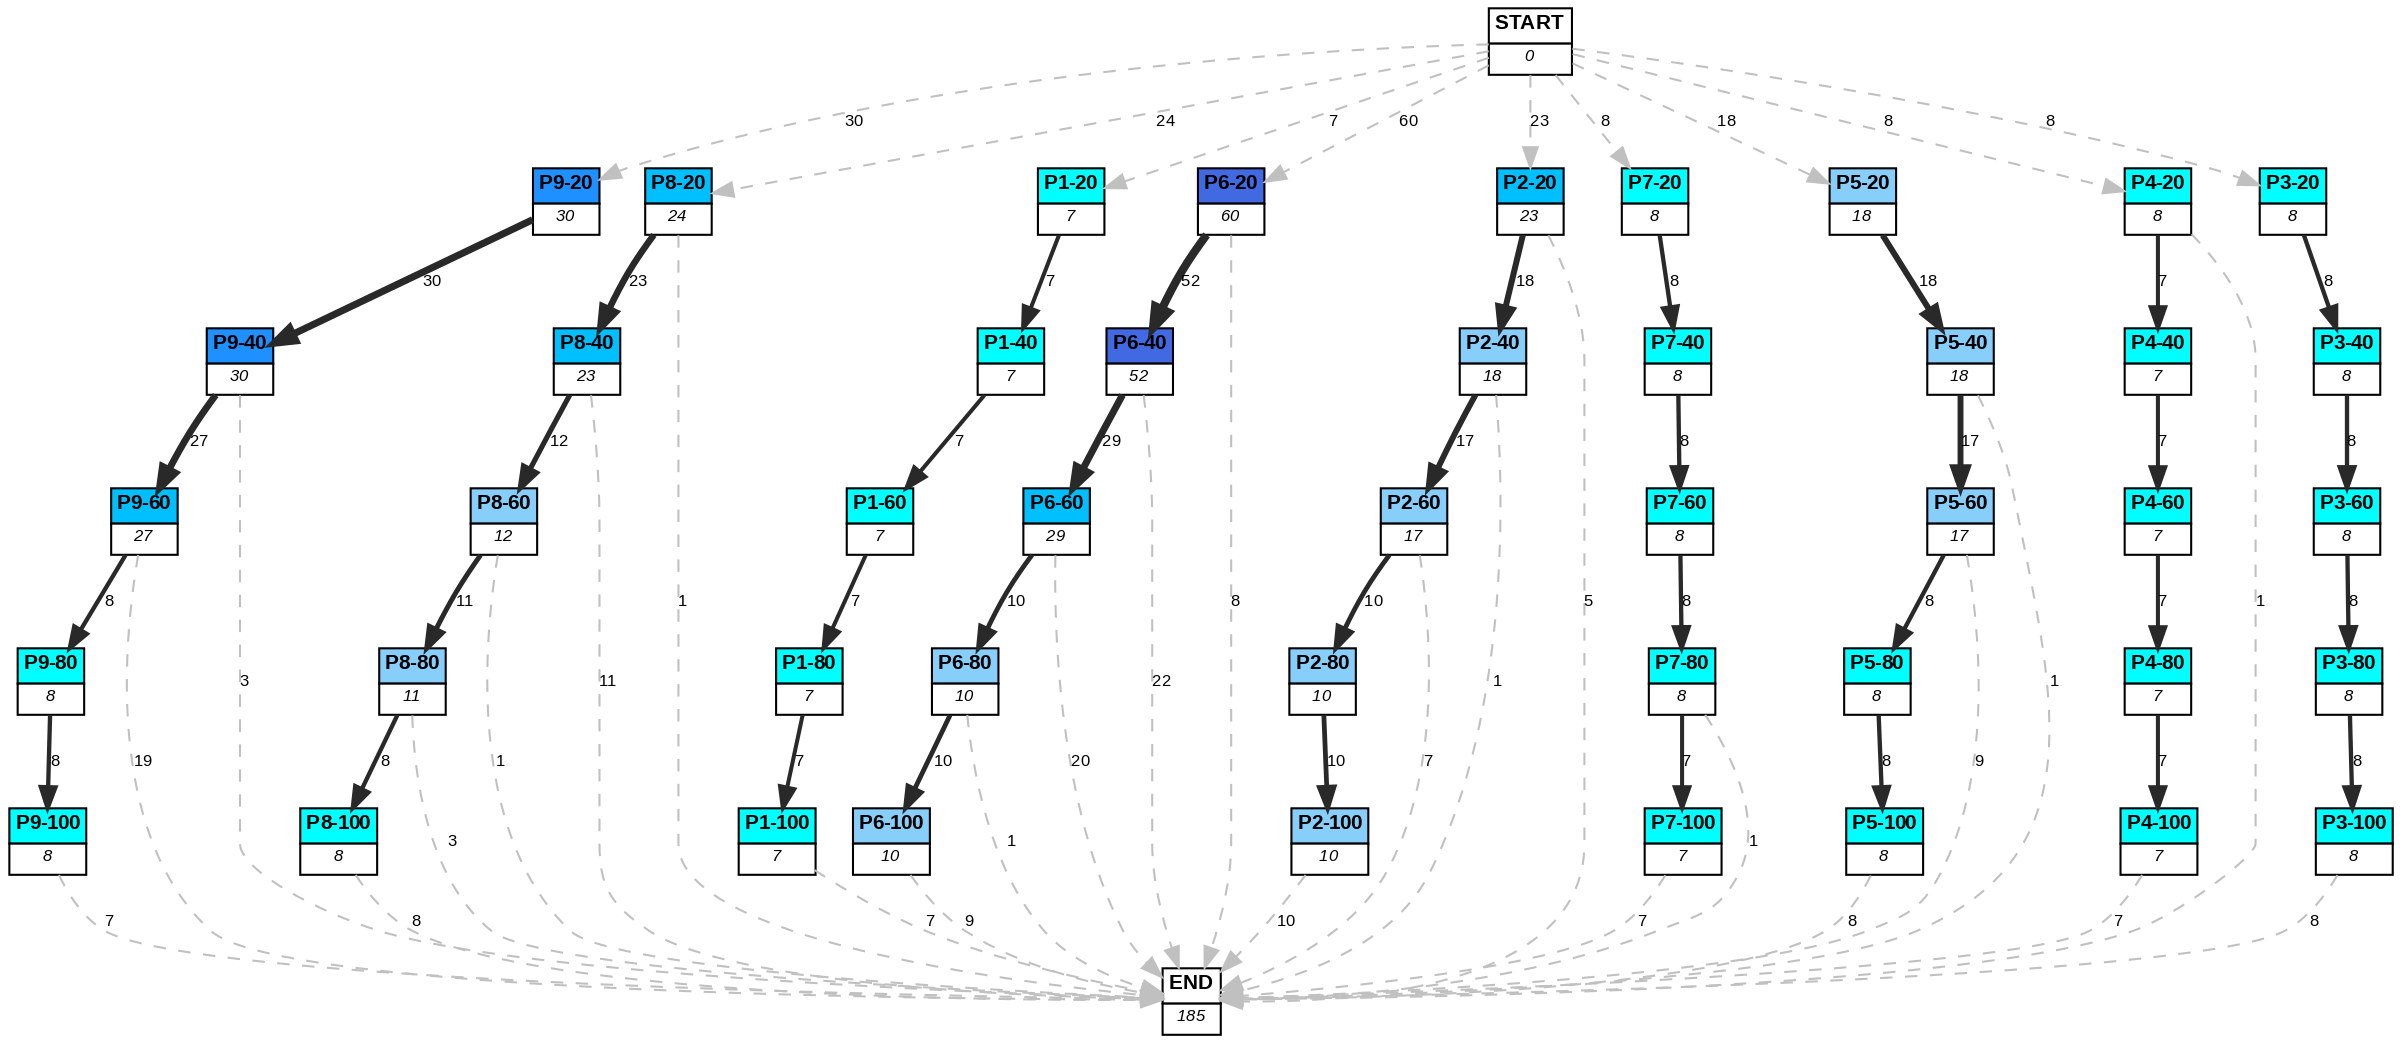 START
0
30
24
7
60
23
8
18
8
8
P9-20
30
P8-20
24
P1-20
7
P6-20
60
P2-20
23
P7-20
8
P5-20
18
P4-20
8
P3-20
8
30
23
7
52
18
8
18
7
8
P9-40
30
P8-40
23
P1-40
7
P6-40
52
P2-40
18
P7-40
8
P5-40
18
P4-40
7
P3-40
8
27
12
7
29
17
8
17
7
8
P9-60
27
P8-60
12
P1-60
7
P6-60
29
P2-60
17
P7-60
8
P5-60
17
P4-60
7
P3-60
8
8
11
1
7
10
8
10
5
8
8
7
1
8
P9-80
8
3
P8-80
11
11
P1-80
7
P6-80
10
22
P2-80
10
1
P7-80
8
P5-80
8
1
P4-80
7
P3-80
8
8
19
8
1
7
10
20
10
7
7
8
9
7
8
P9-100
8
P8-100
8
3
P1-100
7
P6-100
10
1
P2-100
10
P7-100
7
1
P5-100
8
P4-100
7
P3-100
8
7
8
7
9
10
7
8
7
8
END
185